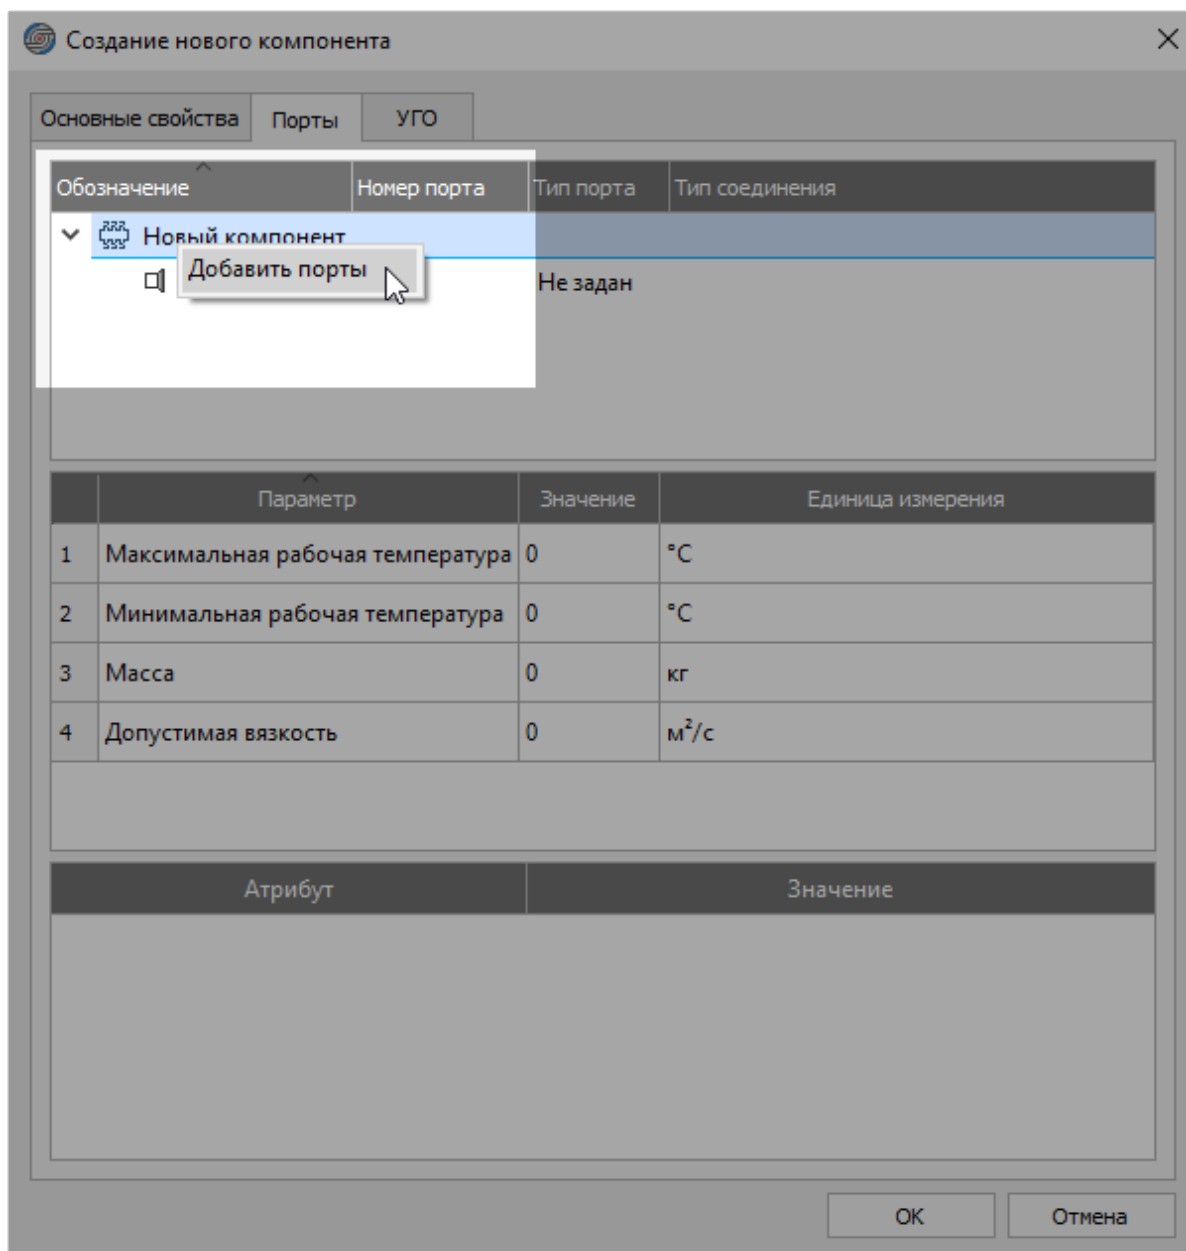 Создание нового компонента
Основные свойства Порты УГО
Обозначение Номер порта Тип порта Тип соединения
Новый компонент
Добавить порты
Не задан
Параметр Значение Единица измерения
1 Максимальная рабочая температура 0 °C
2 Минимальная рабочая температура 0 °C
3 Масса 0 кг
4 Допустимая вязкость 0 м²/с
Атрибут Значение
OK Отмена